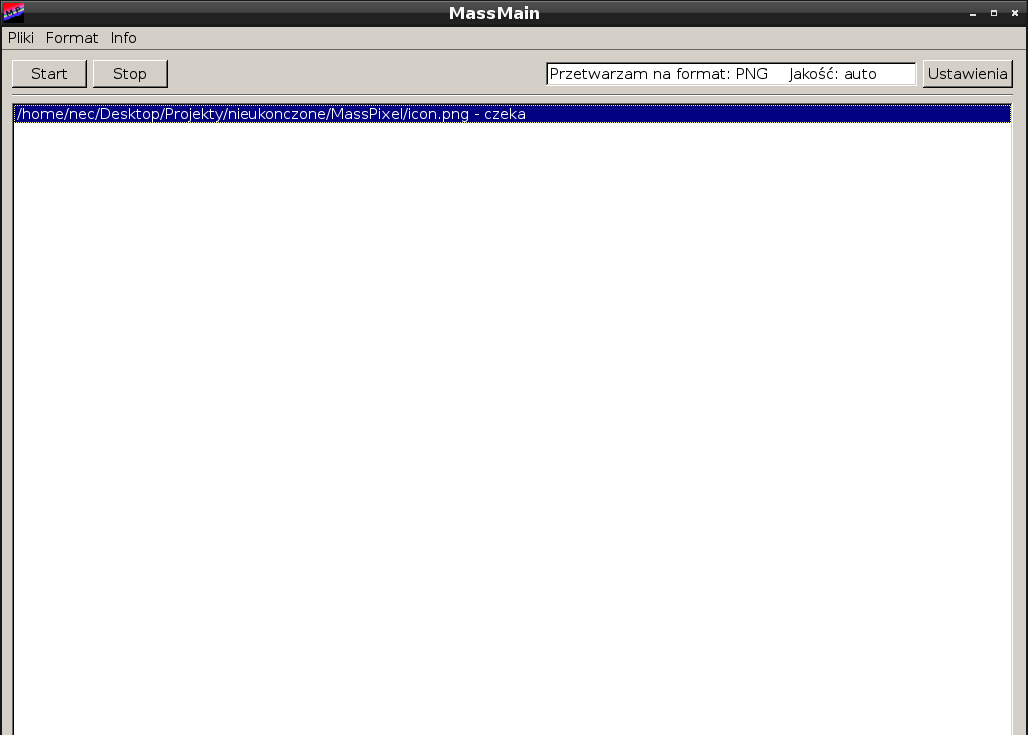 MassMain
Pliki Format Info
Start Stop Przetwarzam na format: PNG Jakość: auto Ustawienia
/home/nec/Desktop/Projekty/nieukonczone/MassPixel/icon.png - czeka